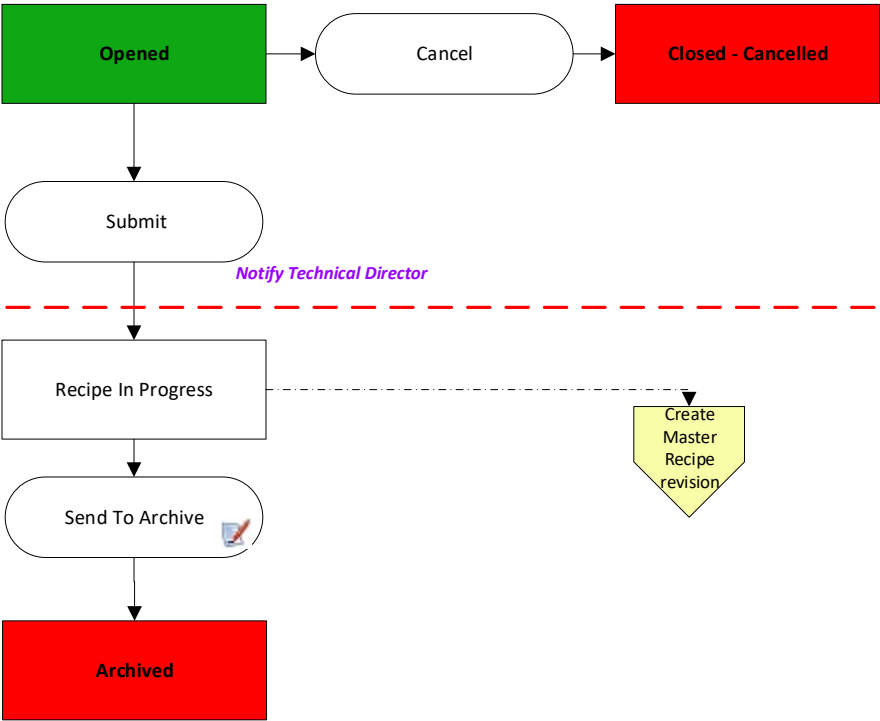 Opened
Cancel
Closed - Cancelled
Submit
Notify Technical Director
Recipe In Progress
Create
Master
Recipe
revision
Send To Archive
Archived